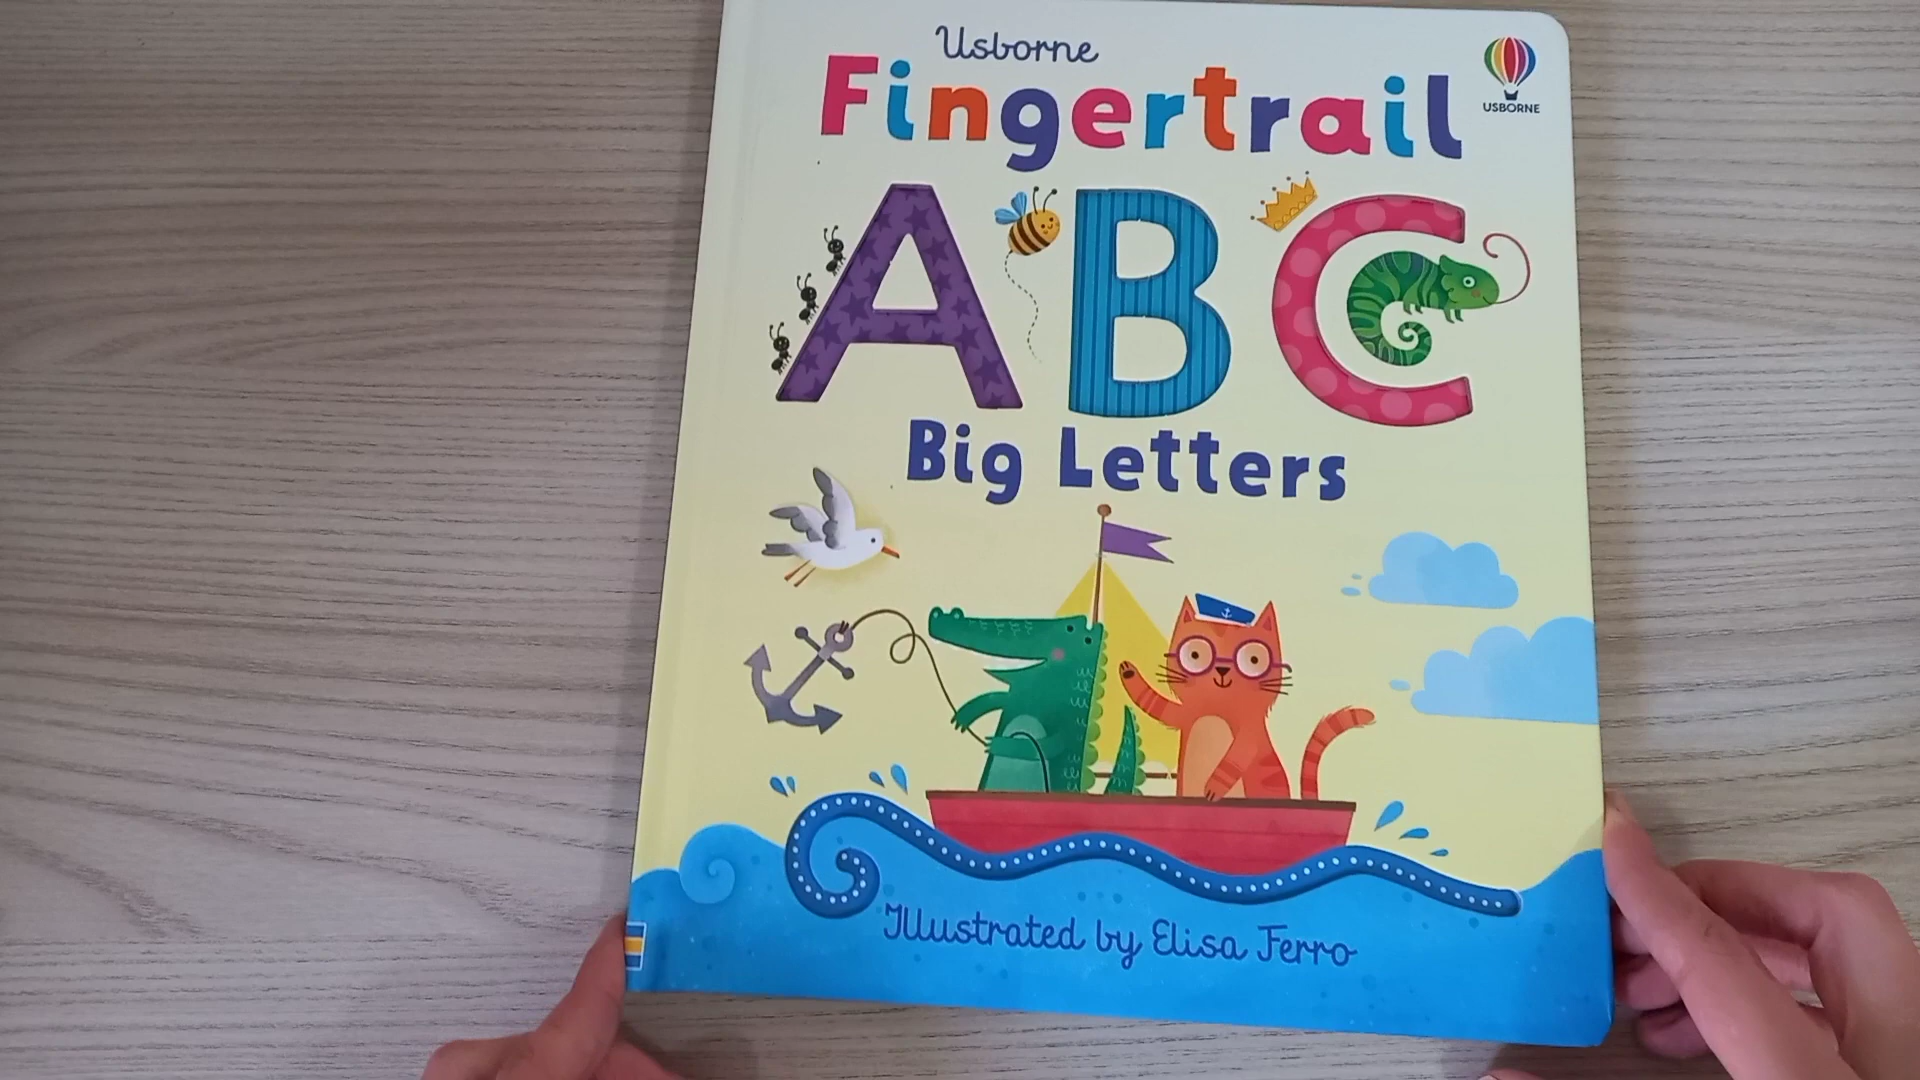 Usborne
Fingertrail
USBORNE
ABC
Big Letters
Illustrated by Elisa Ferro